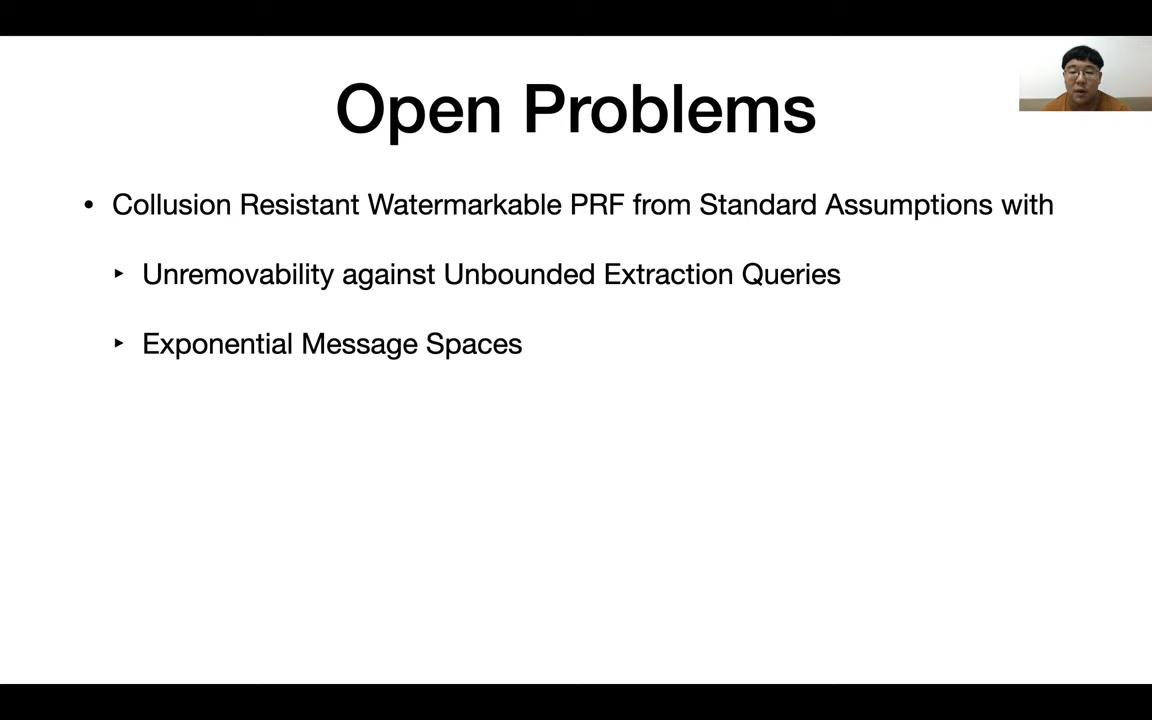 Open Problems
• Collusion Resistant Watermarkable PRF from Standard Assumptions with
▸ Unremovability against Unbounded Extraction Queries
▸ Exponential Message Spaces